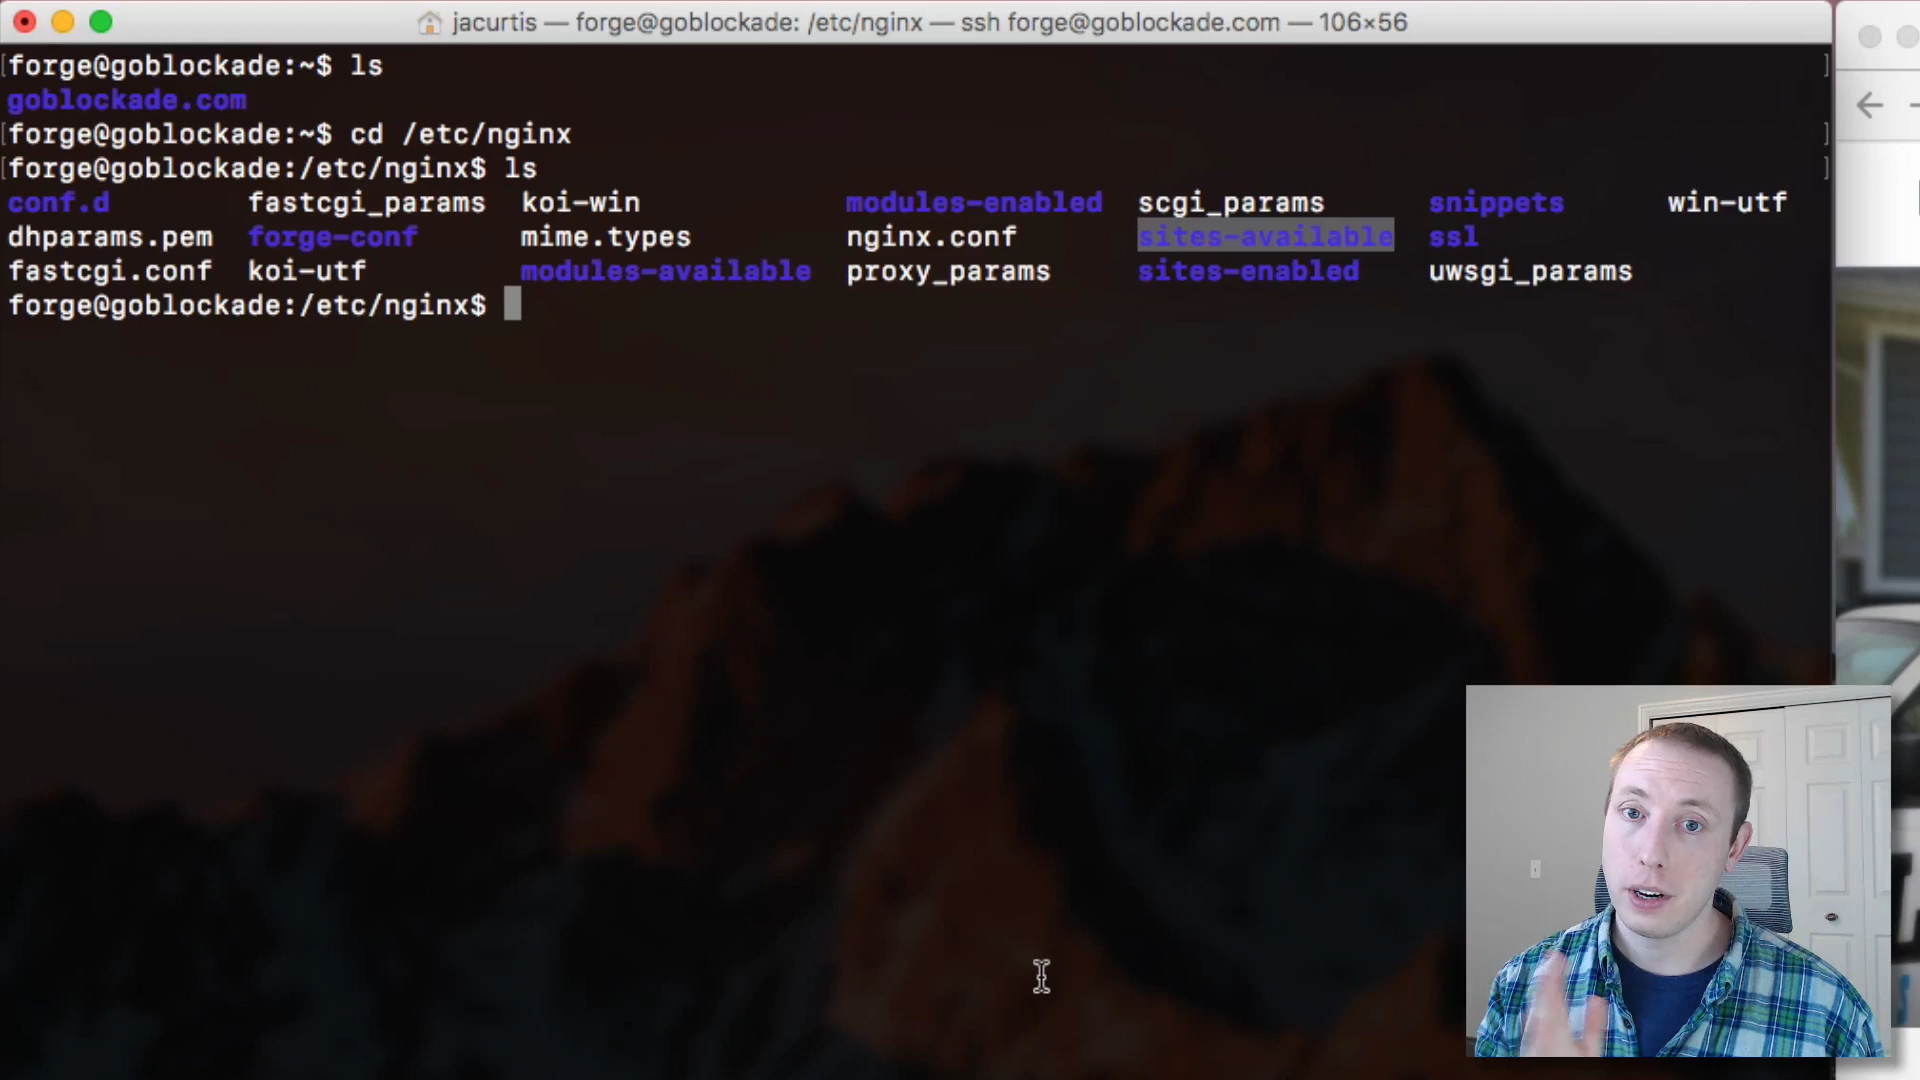 jacurtis — forge@goblockade: /etc/nginx — ssh forge@goblockade.com — 106×56
[forge@goblockade:~$ ls ]
goblockade.com
[forge@goblockade:~$ cd /etc/nginx ]
[forge@goblockade:/etc/nginx$ ls ]
conf.d fastcgi_params koi-win modules-enabled scgi_params snippets win-utf
dhparams.pem forge-conf mime.types nginx.conf sites-available ssl
fastcgi.conf koi-utf modules-available proxy_params sites-enabled uwsgi_params
forge@goblockade:/etc/nginx$